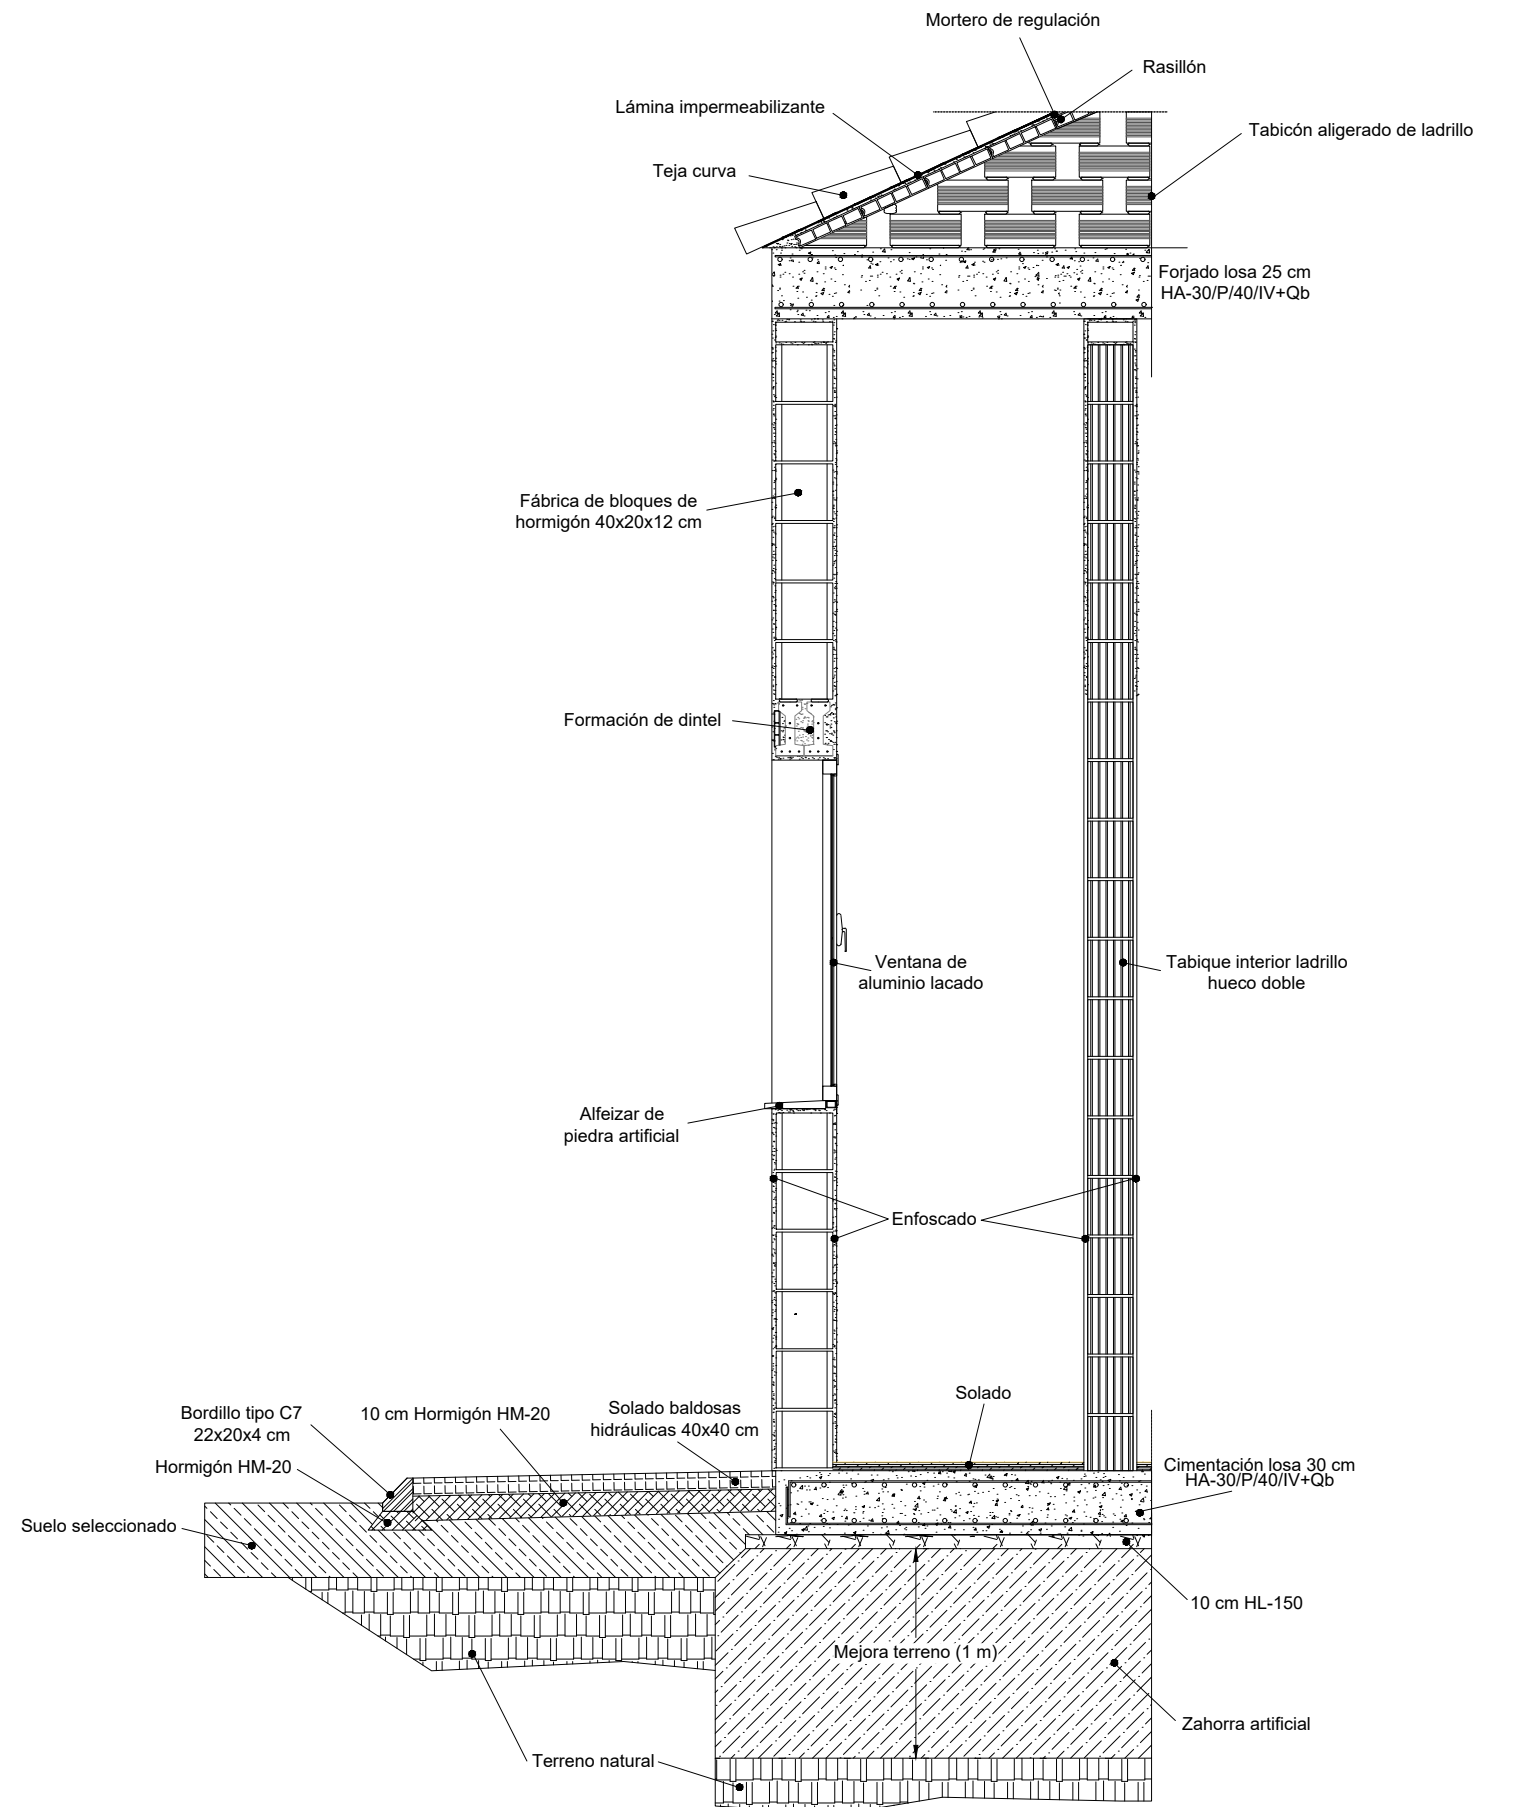 Mortero de regulación
Rasillón
Lámina impermeabilizante
Tabicón aligerado de ladrillo
Teja curva
Forjado losa 25 cm
HA-30/P/40/IV+Qb
Fábrica de bloques de
hormigón 40x20x12 cm
Formación de dintel
Ventana de
aluminio lacado
Tabique interior ladrillo
hueco doble
Alfeizar de
piedra artificial
Enfoscado
Solado
Bordillo tipo C7
22x20x4 cm
10 cm Hormigón HM-20
Solado baldosas
hidráulicas 40x40 cm
Hormigón HM-20
Cimentación losa 30 cm
HA-30/P/40/IV+Qb
Suelo seleccionado
10 cm HL-150
Mejora terreno (1 m)
Zahorra artificial
Terreno natural